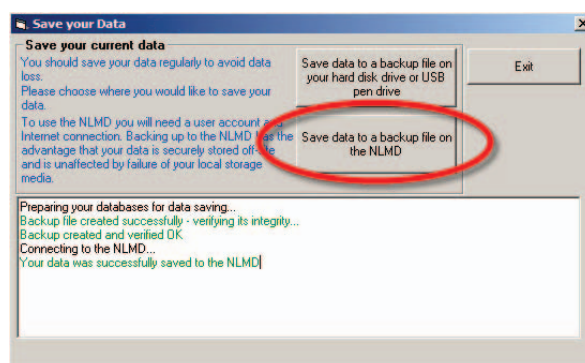 Save your Data
Save your current data
You should save your data regularly to avoid data
loss.
Please choose where you would like to save your
data.
To use the NLMD you will need a user account
Internet connection. Backing up to the NLMD has the
advantage that your data is securely stored off-site
and is unaffected by failure of your local storage
media.
Save data to a backup file on
your hard disk drive or USB
pen drive
Save data to a backup file on
the NLMD
Exit
Preparing your databases for data saving...
Backup file created successfully - verifying its integrity...
Backup created and verified OK
Connecting to the NLMD...
Your data was successfully saved to the NLMD